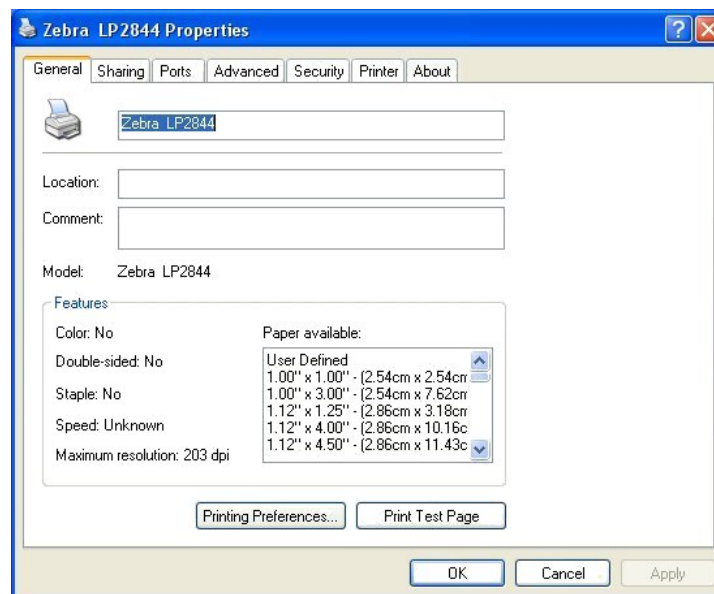 Zebra LP2844 Properties
General Sharing Ports Advanced Security Printer About
Zebra LP2844
Location:
Comment:
Model: Zebra LP2844
Features
Color: No
Double-sided: No
Staple: No
Speed: Unknown
Maximum resolution: 203 dpi
Paper available:
User Defined
1.00" x 1.00" - (2.54cm x 2.54cm
1.00" x 3.00" - (2.54cm x 7.62cm
1.12" x 1.25" - (2.86cm x 3.18cm
1.12" x 4.00" - (2.86cm x 10.16c
1.12" x 4.50" - (2.86cm x 11.43c
Printing Preferences... Print Test Page
OK Cancel Apply